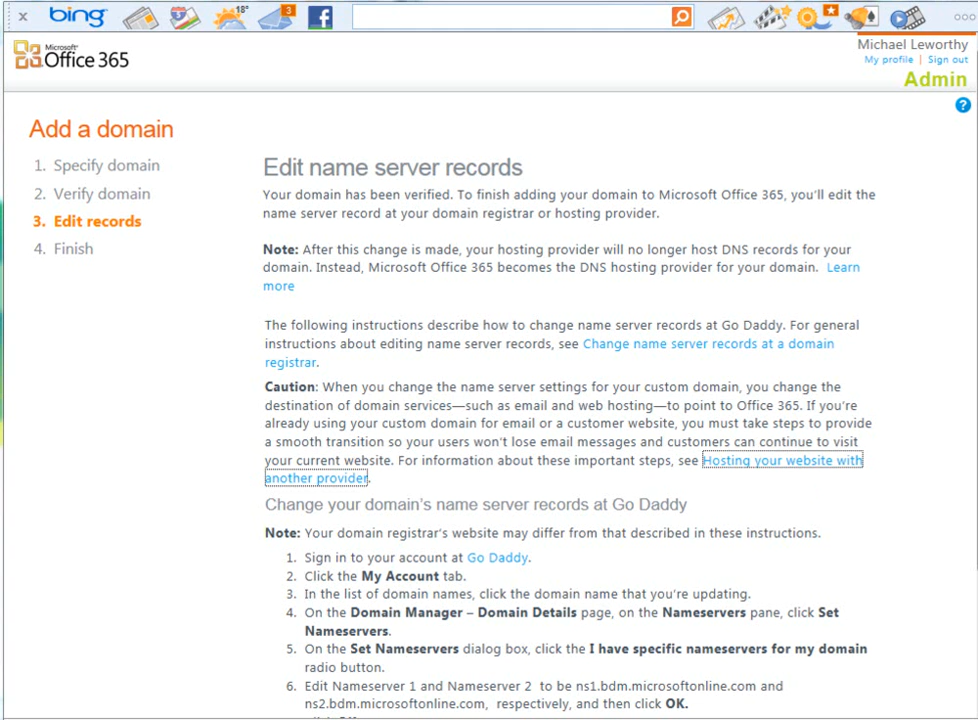 bing
18°
3
Michael Leworthy
My profile | Sign out
Microsoft®
Office 365
Admin
?
Add a domain
1. Specify domain
2. Verify domain
3. Edit records
4. Finish
Edit name server records
Your domain has been verified. To finish adding your domain to Microsoft Office 365, you'll edit the
name server record at your domain registrar or hosting provider.
Note: After this change is made, your hosting provider will no longer host DNS records for your
domain. Instead, Microsoft Office 365 becomes the DNS hosting provider for your domain. Learn
more
The following instructions describe how to change name server records at Go Daddy. For general
instructions about editing name server records, see Change name server records at a domain
registrar.
Caution: When you change the name server settings for your custom domain, you change the
destination of domain services—such as email and web hosting—to point to Office 365. If you're
already using your custom domain for email or a customer website, you must take steps to provide
a smooth transition so your users won't lose email messages and customers can continue to visit
your current website. For information about these important steps, see Hosting your website with
another provider.
Change your domain's name server records at Go Daddy
Note: Your domain registrar's website may differ from that described in these instructions.
1. Sign in to your account at Go Daddy.
2. Click the My Account tab.
3. In the list of domain names, click the domain name that you're updating.
4. On the Domain Manager – Domain Details page, on the Nameservers pane, click Set
Nameservers.
5. On the Set Nameservers dialog box, click the I have specific nameservers for my domain
radio button.
6. Edit Nameserver 1 and Nameserver 2 to be ns1.bdm.microsoftonline.com and
ns2.bdm.microsoftonline.com, respectively, and then click OK.